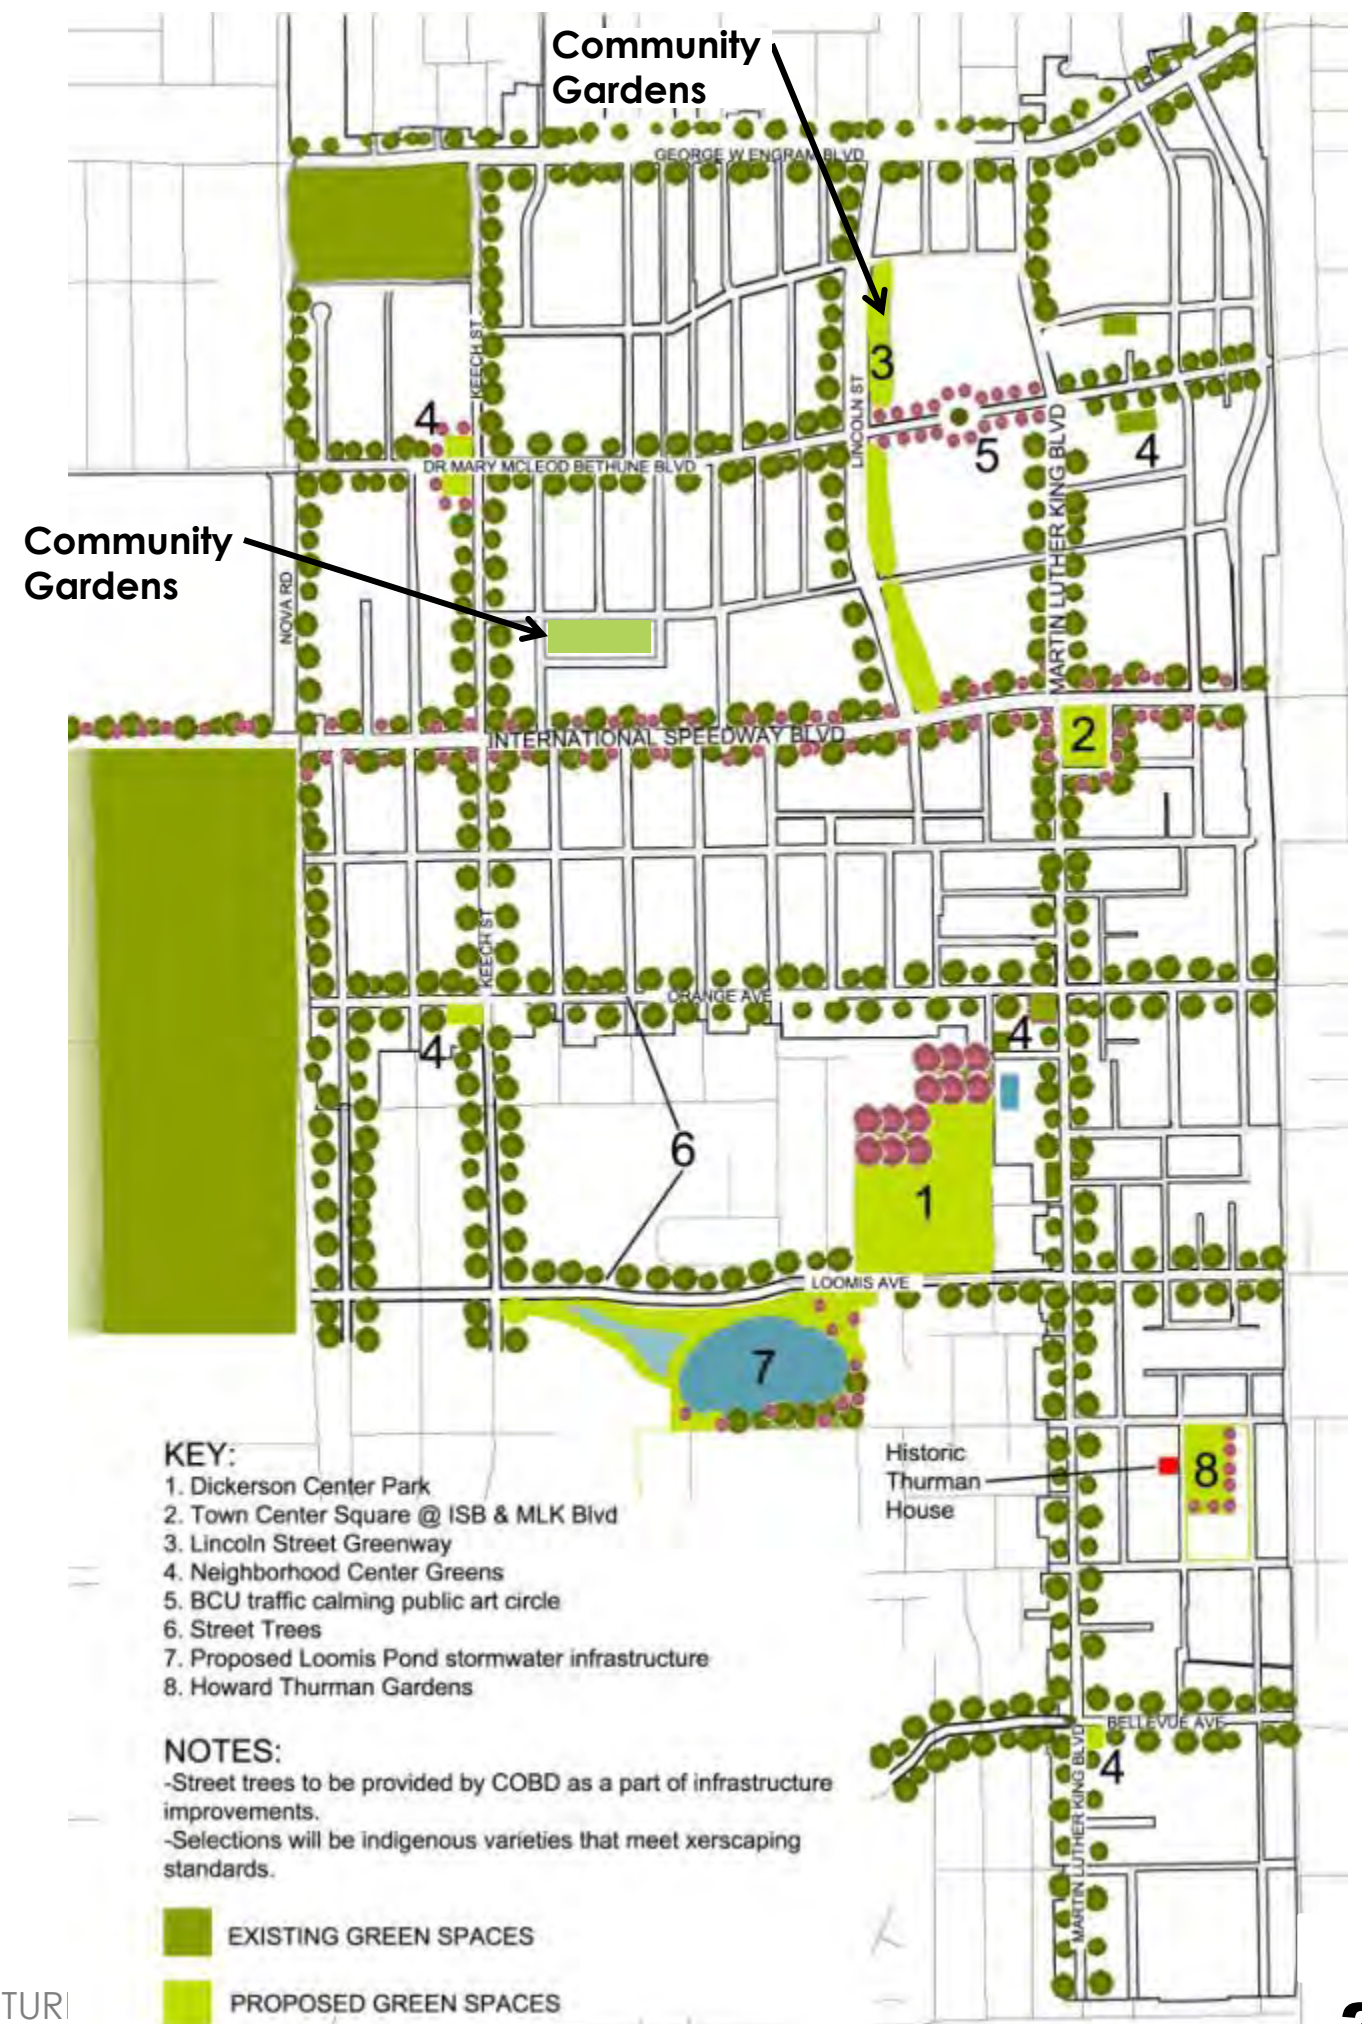 Community
Gardens
GEORGE W ENGRAM BLVD
KEECH ST
LINCOLN ST
3
4
5
4
DR MARY MCLEOD BETHUNE BLVD
MARTIN LUTHER KING BLVD
Community
Gardens
NOVA RD
INTERNATIONAL SPEEDWAY BLVD
2
KEECH ST
ORANGE AVE
4
4
6
1
LOOMIS AVE
7
Historic
Thurman
House
8
KEY:
1. Dickerson Center Park
2. Town Center Square @ ISB & MLK Blvd
3. Lincoln Street Greenway
4. Neighborhood Center Greens
5. BCU traffic calming public art circle
6. Street Trees
7. Proposed Loomis Pond stormwater infrastructure
8. Howard Thurman Gardens
BELLEVUE AVE
4
MARTIN LUTHER KING BLVD
NOTES:
-Street trees to be provided by COBD as a part of infrastructure
improvements.
-Selections will be indigenous varieties that meet xerscaping
standards.
EXISTING GREEN SPACES
PROPOSED GREEN SPACES